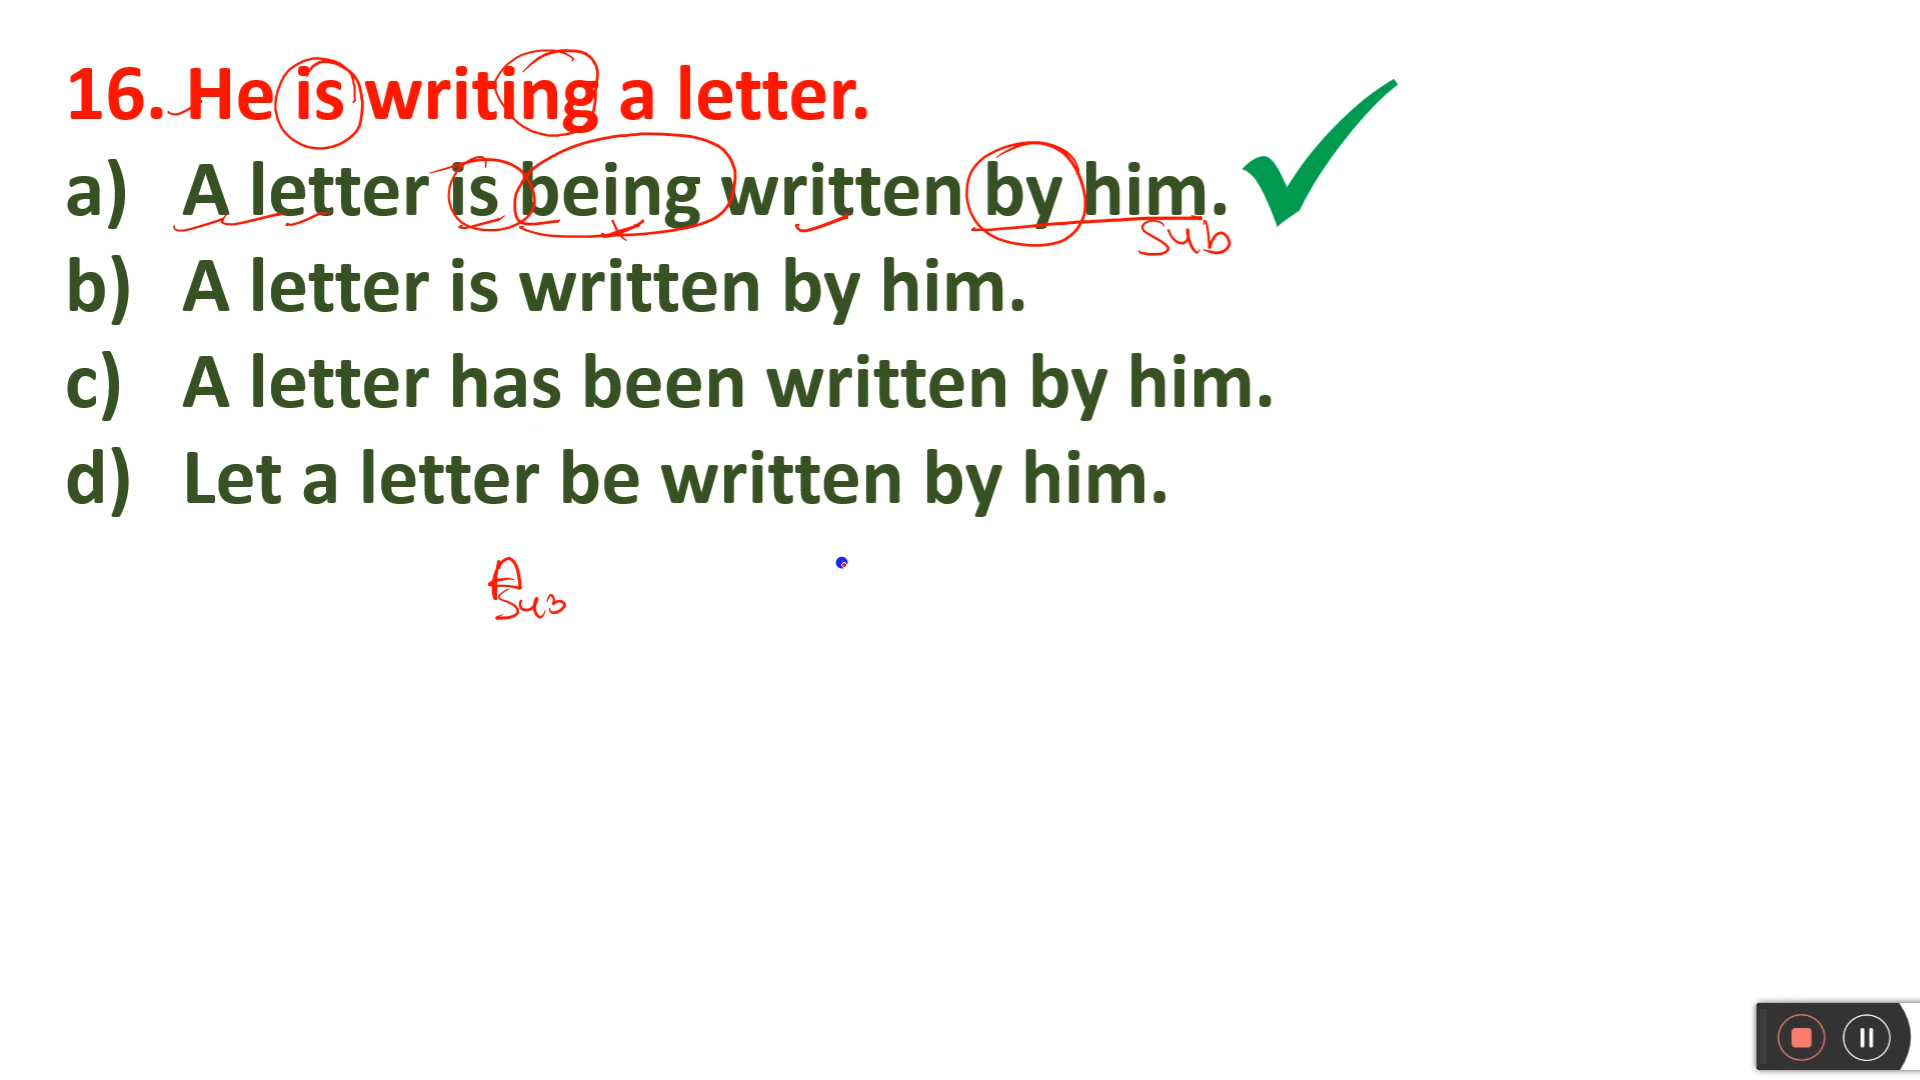 16. He is writing a letter.
a) A letter is being written by him.
sub
b) A letter is written by him.
c) A letter has been written by him.
d) Let a letter be written by him.
A
Sub